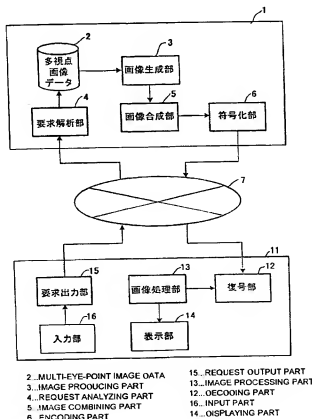 1
2
多視点
画像
データ
3
画像生成部
4
要求解析部
5
画像合成部
6
符号化部
7
11
15
要求出力部
13
画像処理部
12
復号部
16
入力部
14
表示部
2...MULTI-EYE-POINT IMAGE DATA
3...IMAGE PRODUCING PART
4...REQUEST ANALYZING PART
5...IMAGE COMBINING PART
6...ENCODING PART
15...REQUEST OUTPUT PART
13...IMAGE PROCESSING PART
12...DECODING PART
16...INPUT PART
14...DISPLAYING PART